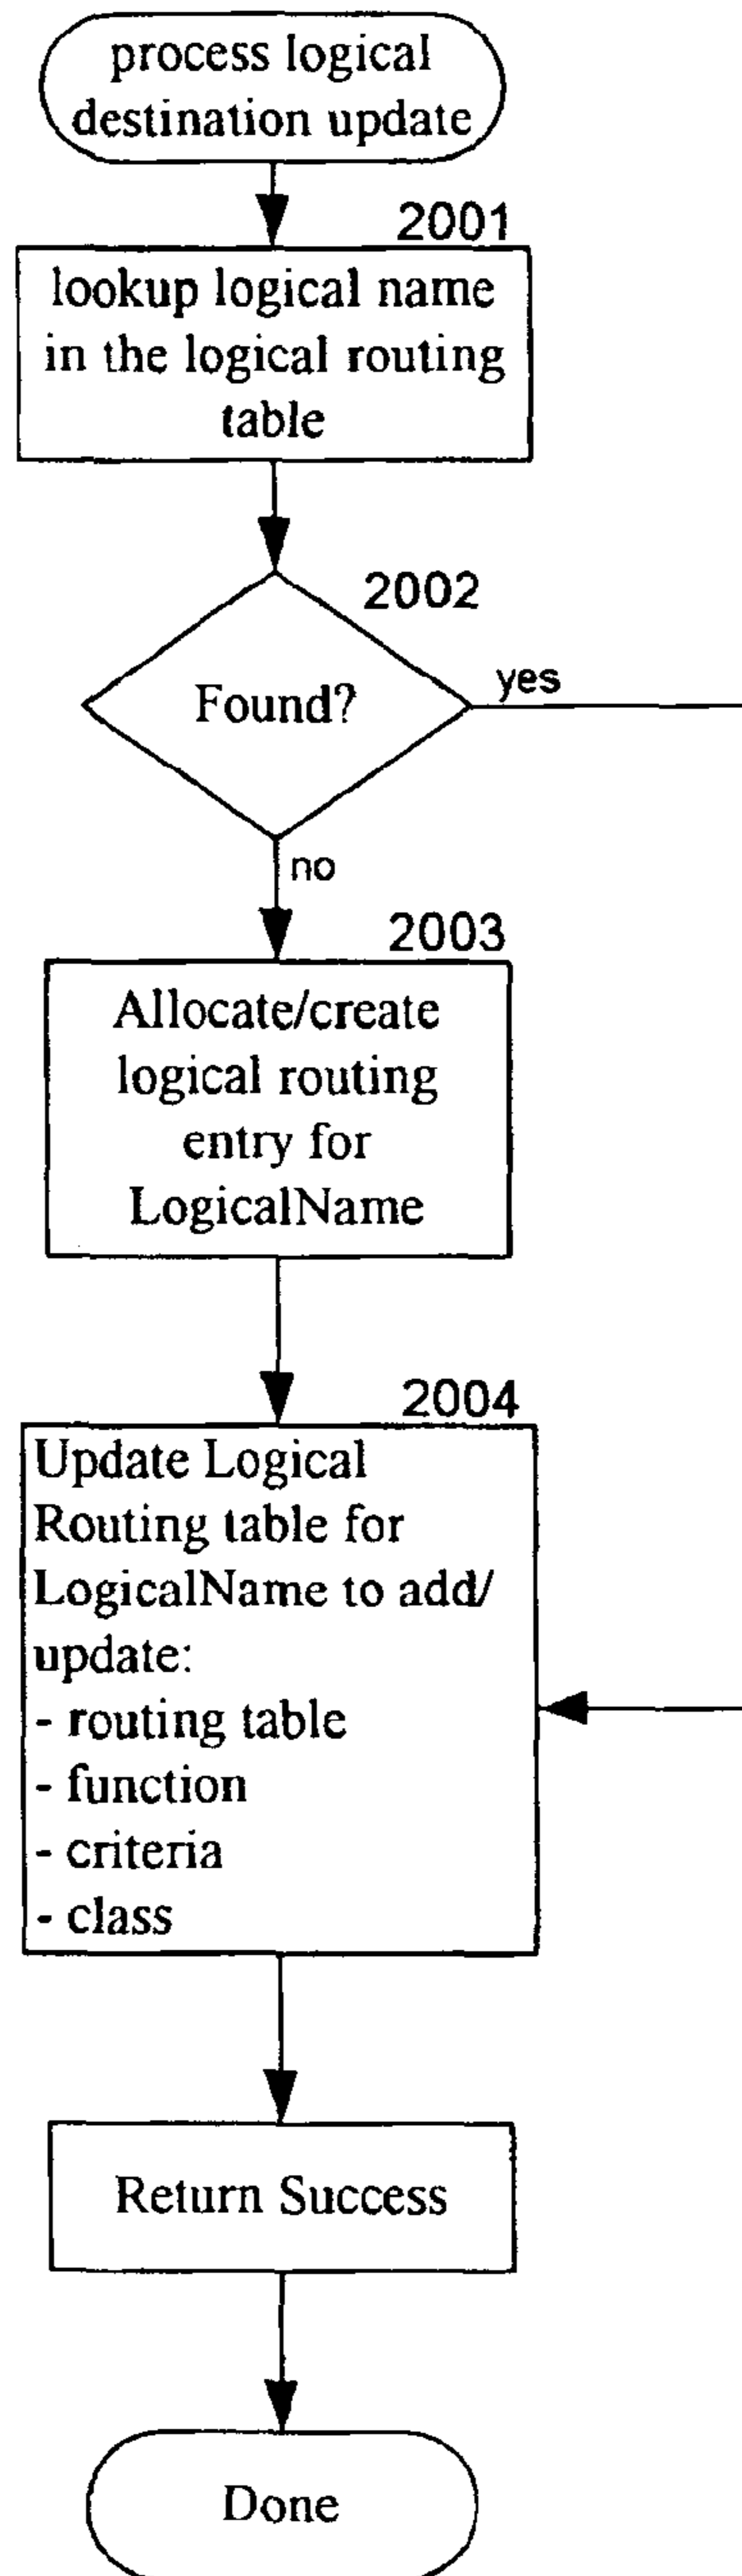 process logical
destination update
2001
lookup logical name
in the logical routing
table
2002
Found?
yes
no
2003
Allocate/create
logical routing
entry for
LogicalName
2004
Update Logical
Routing table for
LogicalName to add/
update:
- routing table
- function
- criteria
- class
Return Success
Done